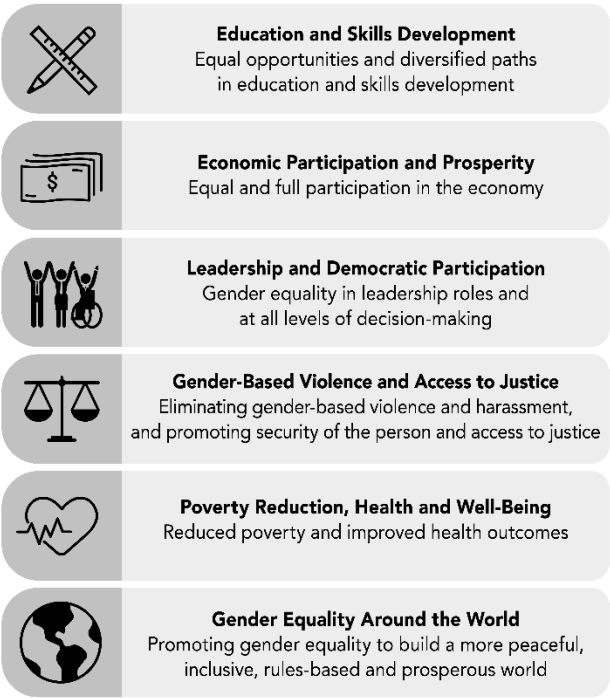 Education and Skills Development
Equal opportunities and diversified paths
in education and skills development
$
Economic Participation and Prosperity
Equal and full participation in the economy
Leadership and Democratic Participation
Gender equality in leadership roles and
at all levels of decision-making
Gender-Based Violence and Access to Justice
Eliminating gender-based violence and harassment,
and promoting security of the person and access to justice
Poverty Reduction, Health and Well-Being
Reduced poverty and improved health outcomes
Gender Equality Around the World
Promoting gender equality to build a more peaceful,
inclusive, rules-based and prosperous world